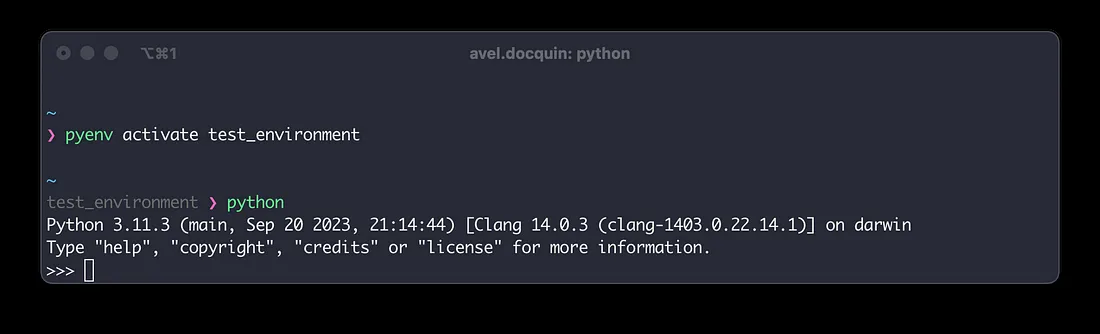 ⌥⌘1 avel.docquin: python
~
❯ pyenv activate test_environment
~
test_environment ❯ python
Python 3.11.3 (main, Sep 20 2023, 21:14:44) [Clang 14.0.3 (clang-1403.0.22.14.1)] on darwin
Type "help", "copyright", "credits" or "license" for more information.
>>>